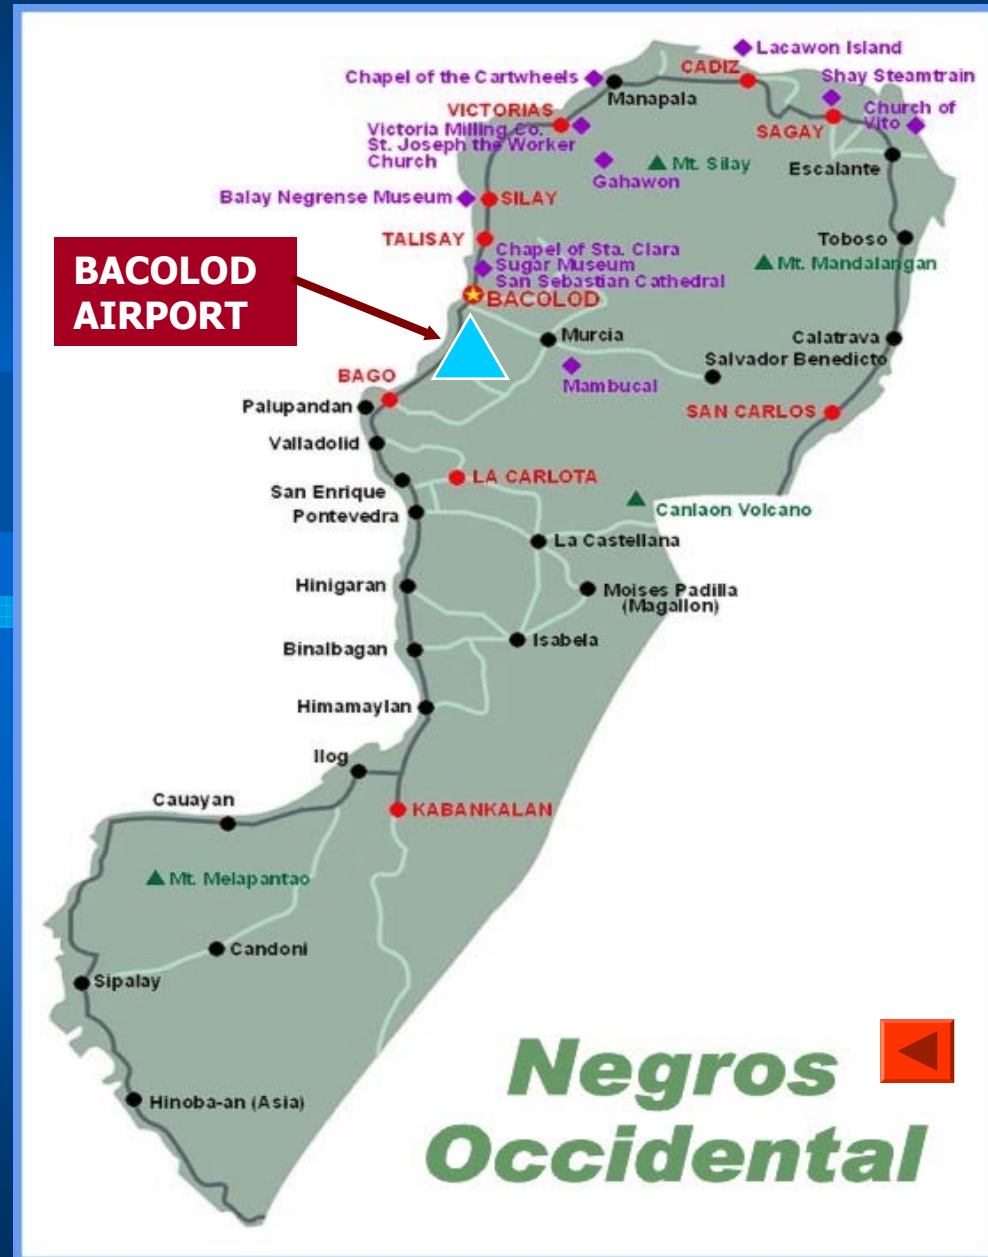 Lacawon Island
CADIZ
Chapel of the Cartwheels
Shay Steamtrain
Manapala
VICTORIAS
Church of
Vito
Victoria Milling Co.
St. Joseph the Worker
Church
SAGAY
Mt. Silay
Escalante
Gahawon
Balay Negrense Museum
SILAY
TALISAY
Toboso
Chapel of Sta. Clara
Sugar Museum
San Sebastian Cathedral
Mt. Mandalangan
BACOLOD
AIRPORT
BACOLOD
Murcia
Calatrava
Salvador Benedicto
BAGO
Mambucal
Palupandan
SAN CARLOS
Valladolid
LA CARLOTA
San Enrique
Pontevedra
Canlaon Volcano
La Castellana
Hinigaran
Moises Padilla
(Magallon)
Isabela
Binalbagan
Himamaylan
Ilog
Cauayan
KABANKALAN
Mt. Melapantao
Candoni
Sipalay
Hinoba-an (Asia)
Negros
Occidental